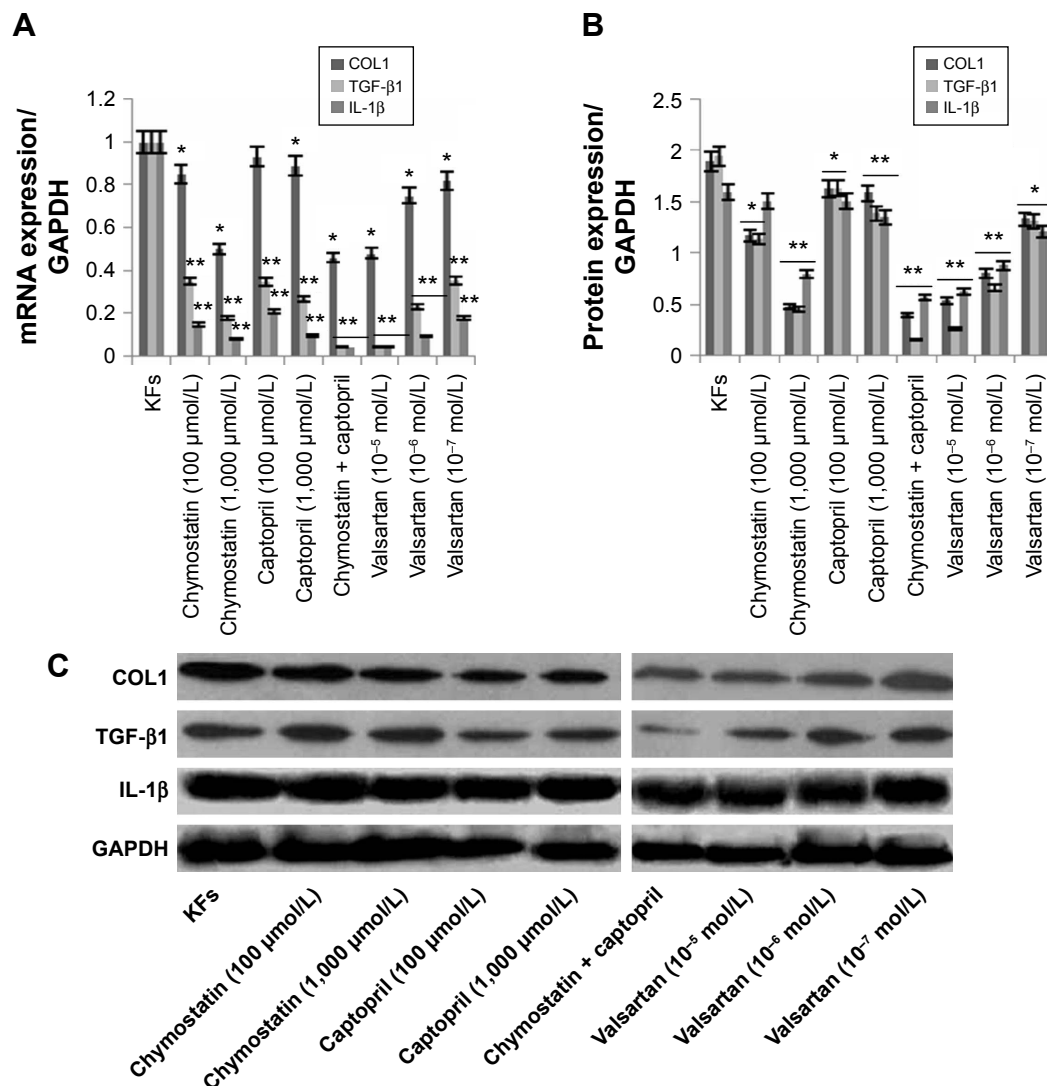 A
COL1
TGF-β1
IL-1β
mRNA expression/
GAPDH
1.2
1
0.8
0.6
0.4
0.2
0
*
**
**
*
**
**
**
**
*
**
**
*
**
*
**
*
**
*
**
**
KFs
Chymostatin (100 µmol/L)
Chymostatin (1,000 µmol/L)
Captopril (100 µmol/L)
Captopril (1,000 µmol/L)
Chymostatin + captopril
Valsartan (10⁻⁵ mol/L)
Valsartan (10⁻⁶ mol/L)
Valsartan (10⁻⁷ mol/L)
B
COL1
TGF-β1
IL-1β
Protein expression/
GAPDH
2.5
2
1.5
1
0.5
0
*
**
*
**
**
**
**
*
KFs
Chymostatin (100 µmol/L)
Chymostatin (1,000 µmol/L)
Captopril (100 µmol/L)
Captopril (1,000 µmol/L)
Chymostatin + captopril
Valsartan (10⁻⁵ mol/L)
Valsartan (10⁻⁶ mol/L)
Valsartan (10⁻⁷ mol/L)
C
COL1
TGF-β1
IL-1β
GAPDH
KFs
Chymostatin (100 µmol/L)
Chymostatin (1,000 µmol/L)
Captopril (100 µmol/L)
Captopril (1,000 µmol/L)
Chymostatin + captopril
Valsartan (10⁻⁵ mol/L)
Valsartan (10⁻⁶ mol/L)
Valsartan (10⁻⁷ mol/L)